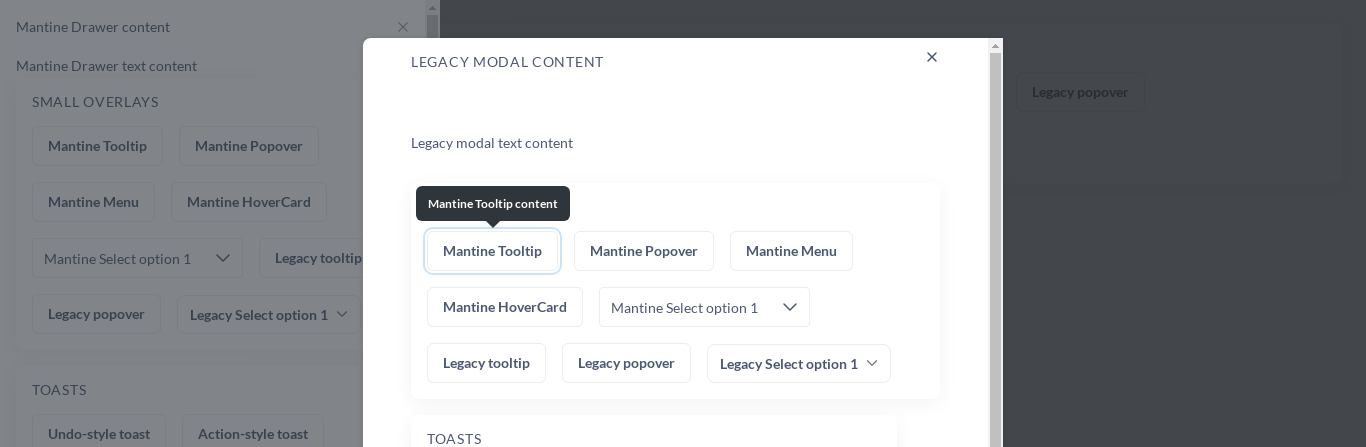 Mantine Drawer content
Mantine Drawer text content
SMALL OVERLAYS
Mantine Tooltip
Mantine Popover
Mantine Menu
Mantine HoverCard
Mantine Select option 1
Legacy tooltip
Legacy popover
Legacy Select option 1
TOASTS
Undo-style toast
Action-style toast
LEGACY MODAL CONTENT
Legacy modal text content
Mantine Tooltip content
Mantine Tooltip
Mantine Popover
Mantine Menu
Mantine HoverCard
Mantine Select option 1
Legacy tooltip
Legacy popover
Legacy Select option 1
TOASTS
Legacy popover